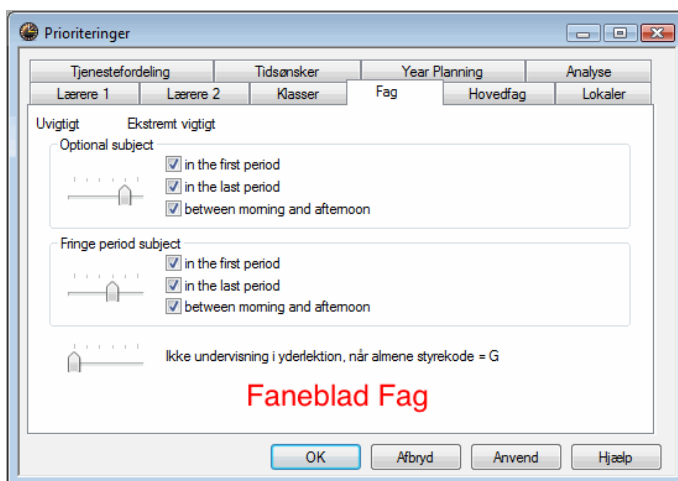 Prioriteringer
Tjenestefordeling Tidsønsker Year Planning Analyse
Lærere 1 Lærere 2 Klasser Fag Hovedfag Lokaler
Uvigtigt Ekstremt vigtigt
Optional subject
in the first period
in the last period
between morning and afternoon
Fringe period subject
in the first period
in the last period
between morning and afternoon
Ikke undervisning i yderlektion, når almene styrekode = G
Faneblad Fag
OK Afbryd Anvend Hjælp